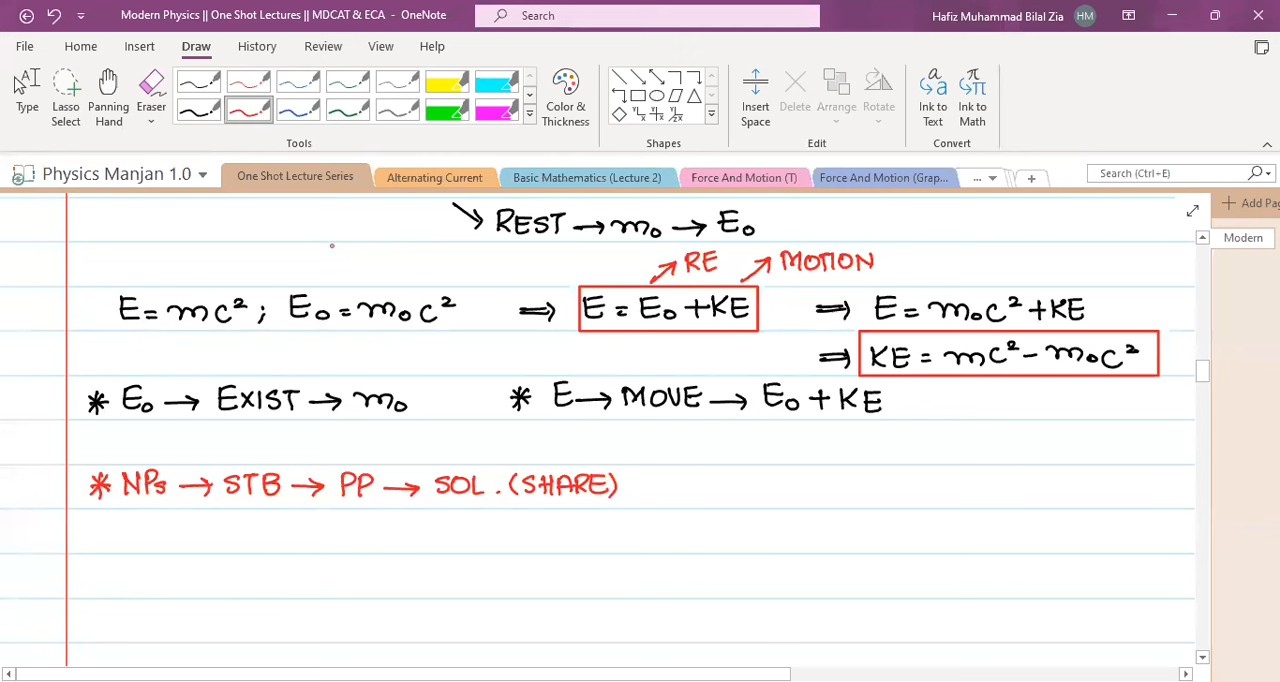 Modern Physics || One Shot Lectures || MDCAT & ECA - OneNote
Search
Hafiz Muhammad Bilal Zia HM
File Home Insert Draw History Review View Help
Type Lasso Select Panning Hand Eraser Color & Thickness Insert Space Delete Arrange Rotate Ink to Text Ink to Math
Tools Shapes Edit Convert
Physics Manjan 1.0 One Shot Lecture Series Alternating Current Basic Mathematics (Lecture 2) Force And Motion (T) Force And Motion (Grap... ... Search (Ctrl+E)
Add Pag
Modern
↘ REST → m₀ → E₀
RE MOTION
E = mc² ; E₀ = m₀c² ⇒ E = E₀ + KE ⇒ E = m₀c² + KE
⇒ KE = mc² - m₀c²
* E₀ → EXIST → m₀ * E → MOVE → E₀ + KE
* NPs → STB → PP → SOL. (SHARE)